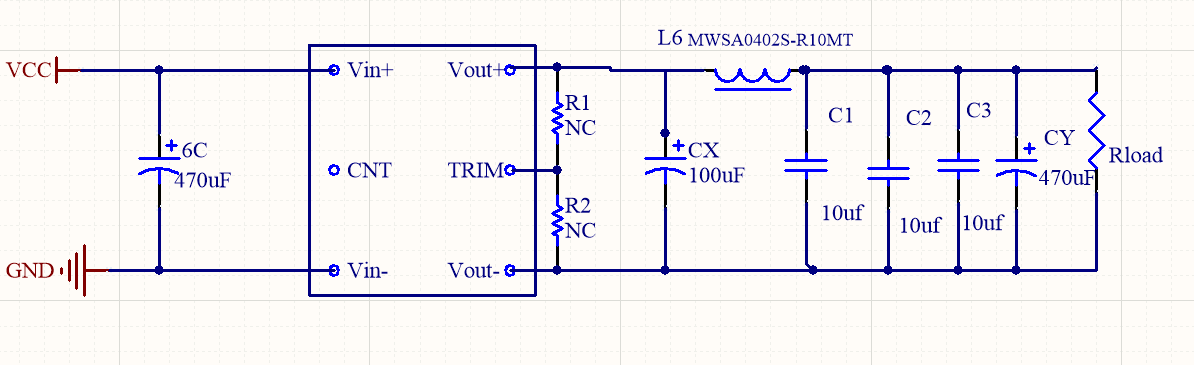 L6 MWSA0402S-R10MT
VCC
Vin+
Vout+
R1
NC
C1
C2
C3
+
6C
470uF
CNT
TRIM
+
CX
100uF
+
CY
470uF
Rload
R2
NC
10uf
10uf
10uf
GND
Vin-
Vout-